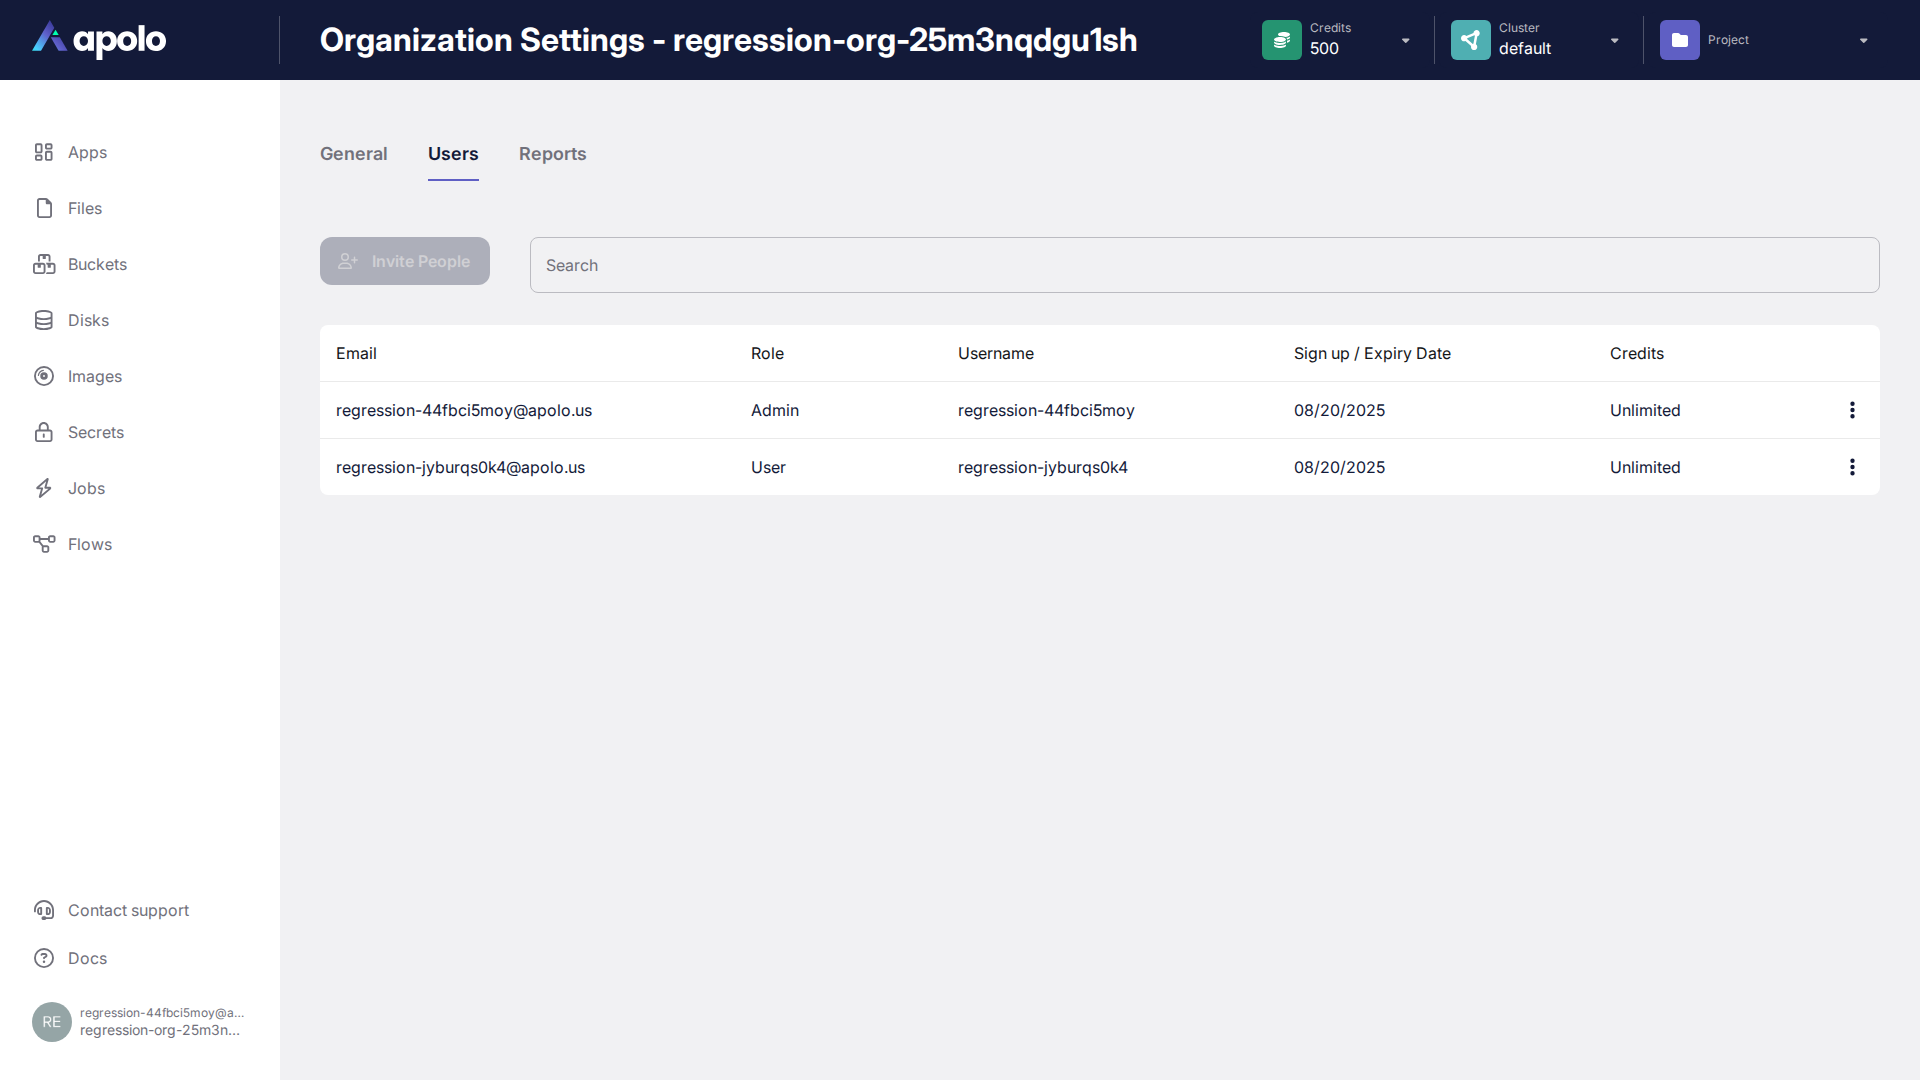 apolo
Organization Settings - regression-org-25m3nqdgu1sh
Credits
500
Cluster
default
Project
Apps
Files
Buckets
Disks
Images
Secrets
Jobs
Flows
General Users Reports
Invite People
Search
Email Role Username Sign up / Expiry Date Credits
regression-44fbci5moy@apolo.us Admin regression-44fbci5moy 08/20/2025 Unlimited
regression-jyburqs0k4@apolo.us User regression-jyburqs0k4 08/20/2025 Unlimited
Contact support
Docs
RE
regression-44fbci5moy@a...
regression-org-25m3n...